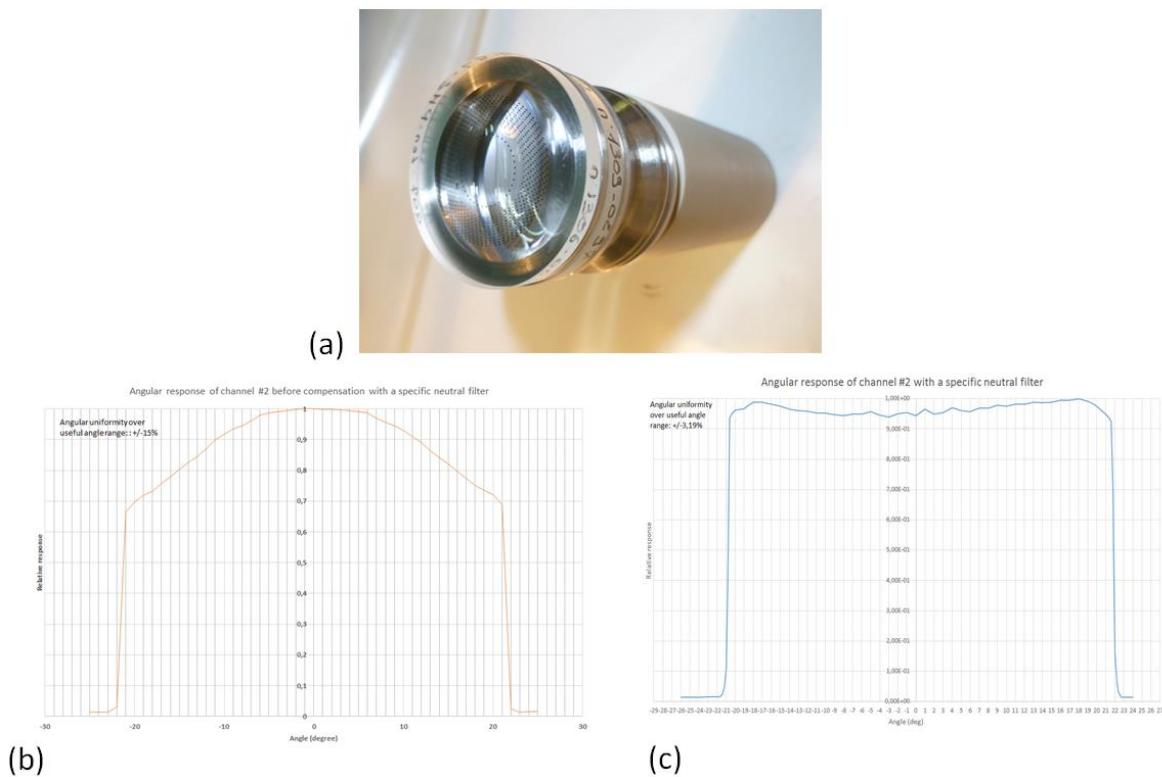 (a)
Angular response of channel #2 before compensation with a specific neutral filter
Angular uniformity over
useful angle range: : +/-15%
1
0,9
0,8
0,7
0,6
0,5
0,4
0,3
0,2
0,1
0
Relative response
-30 -20 -10 0 10 20 30
Angle (degree)
(b)
Angular response of channel #2 with a specific neutral filter
Angular uniformity
over useful angle
range: +/-3,19%
1,00E+00
9,00E-01
8,00E-01
7,00E-01
6,00E-01
5,00E-01
4,00E-01
3,00E-01
2,00E-01
1,00E-01
0,00E+00
Relative response
-29 -28 -27 -26 -25 -24 -23 -22 -21 -19 -18 -17 -16 -15 -14 -13 -12 -11 -10 -9 -8 -7 -6 -5 -4 -3 -2 -1 0 1 2 3 4 5 6 7 8 9 10 11 12 13 14 15 16 17 18 19 20 21 22 23 24 25 26 27
Angle (deg)
(c)